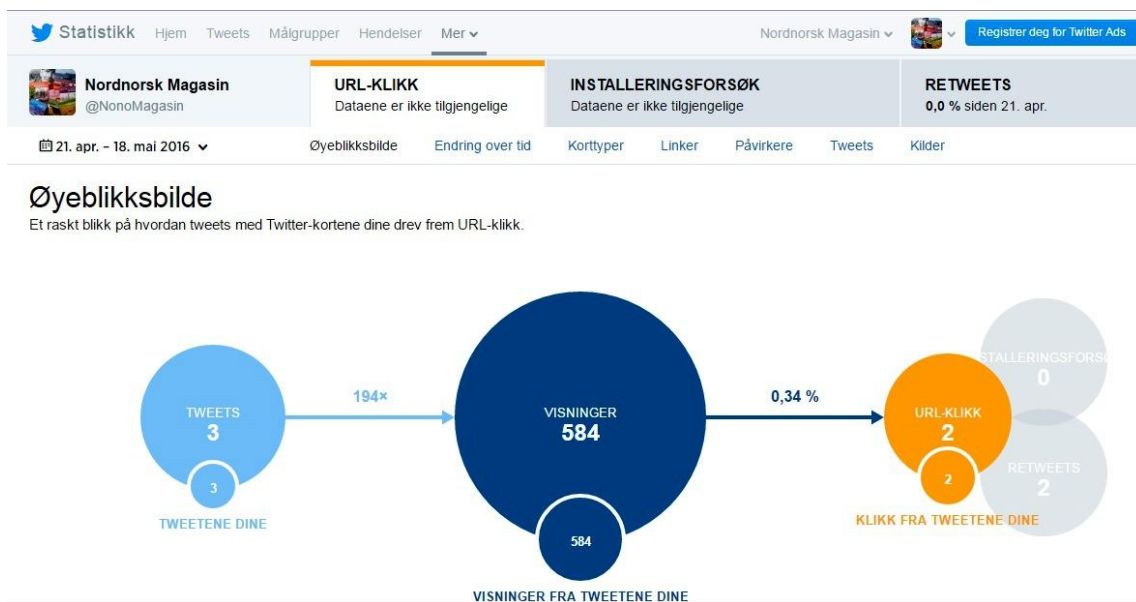 Statistikk Hjem Tweets Målgrupper Hendelser Mer Nordnorsk Magasin Registrer deg for Twitter Ads
Nordnorsk Magasin
@NonoMagasin
URL-KLIKK
Dataene er ikke tilgjengelige
INSTALLERINGSFORSØK
Dataene er ikke tilgjengelige
RETWEETS
0,0 % siden 21. apr.
21. apr. – 18. mai 2016 Øyeblikksbilde Endring over tid Korttyper Linker Påvirkere Tweets Kilder
Øyeblikksbilde
Et raskt blikk på hvordan tweets med Twitter-kortene dine drev frem URL-klikk.
TWEETS
3
3
TWEETENE DINE
194×
VISNINGER
584
584
VISNINGER FRA TWEETENE DINE
0,34 %
URL-KLIKK
2
2
KLIKK FRA TWEETENE DINE
STALLERINGSFORSØ
0
RETWEETS
2